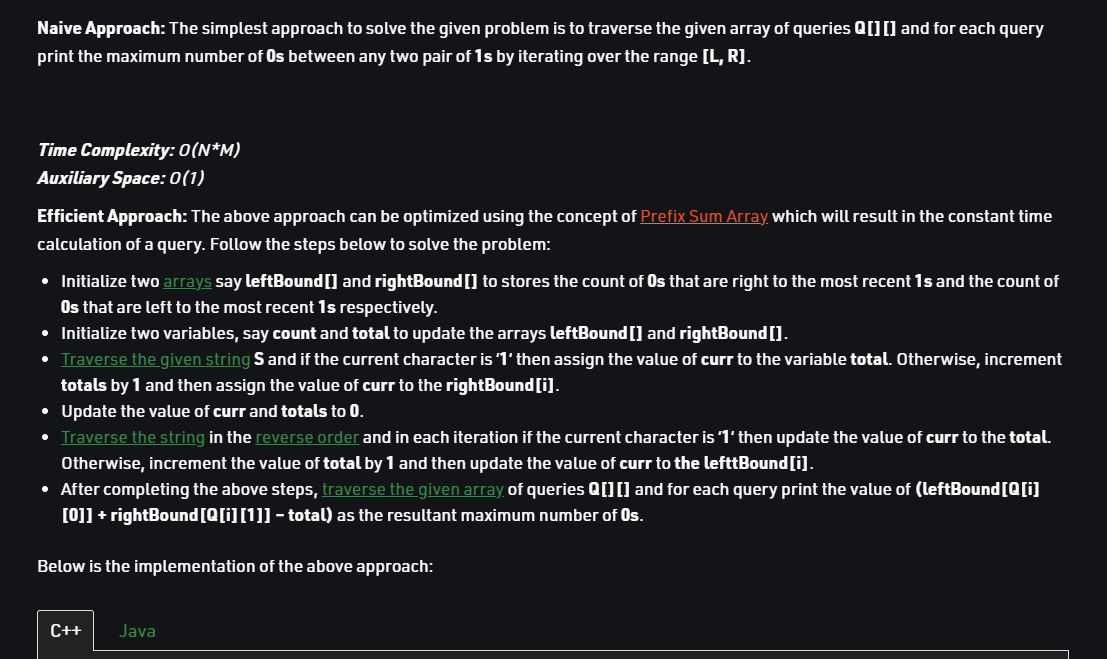 Naive Approach: The simplest approach to solve the given problem is to traverse the given array of queries Q[][] and for each query
print the maximum number of 0s between any two pair of 1s by iterating over the range [L, R].
Time Complexity: O(N*M)
Auxiliary Space: O(1)
Efficient Approach: The above approach can be optimized using the concept of Prefix Sum Array which will result in the constant time
calculation of a query. Follow the steps below to solve the problem:
• Initialize two arrays say leftBound[] and rightBound[] to stores the count of 0s that are right to the most recent 1s and the count of
0s that are left to the most recent 1s respectively.
• Initialize two variables, say count and total to update the arrays leftBound[] and rightBound[].
• Traverse the given string S and if the current character is ‘1‘ then assign the value of curr to the variable total. Otherwise, increment
totals by 1 and then assign the value of curr to the rightBound[i].
• Update the value of curr and totals to 0.
• Traverse the string in the reverse order and in each iteration if the current character is ‘1‘ then update the value of curr to the total.
Otherwise, increment the value of total by 1 and then update the value of curr to the lefttBound[i].
• After completing the above steps, traverse the given array of queries Q[][] and for each query print the value of (leftBound[Q[i]
[0]] + rightBound[Q[i][1]] – total) as the resultant maximum number of 0s.
Below is the implementation of the above approach:
C++ Java